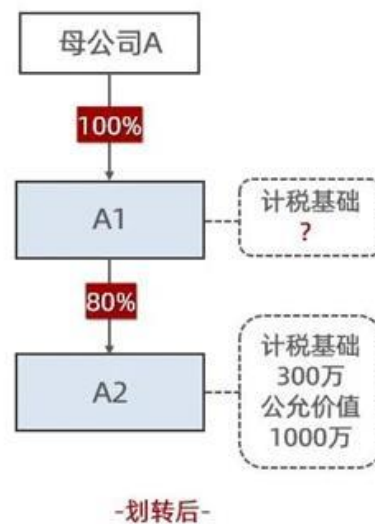 母公司A
100%
A1
计税基础
?
80%
A2
计税基础
300万
公允价值
1000万
-划转后-